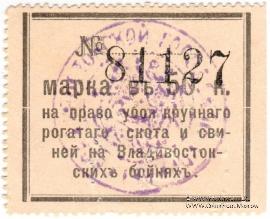 № 81127
марка въ 50 к.
на право убоя крупнаго
рогатаго скота и сви-
ней на Владивосток-
скихъ бойняхъ.